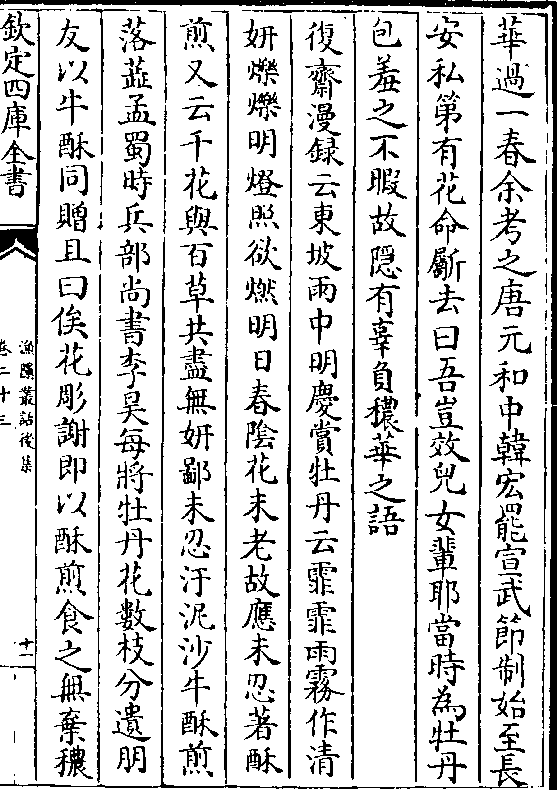 華過一春余考之唐元和中韓宏罷宣武節制始至長
安私第有花命斸去曰吾豈效兒女輩耶當時為牡丹
包羞之不暇故隠有辜負穠華之語
復齋漫録云東坡雨中明慶賞牡丹云霏霏雨霧作清
妍爍爍明燈照欲燃明日春陰花未老故應未忍著酥
煎又云千花與百草共盡無妍鄙未忍汙泥沙牛酥煎
落蘂孟蜀時兵部尚書李昊每將牡丹花數枝分遺朋
友以牛酥同贈且曰俟花彫謝即以酥煎食之無棄穠
欽定四庫全書
漁隱叢話後集
卷二十三
十一